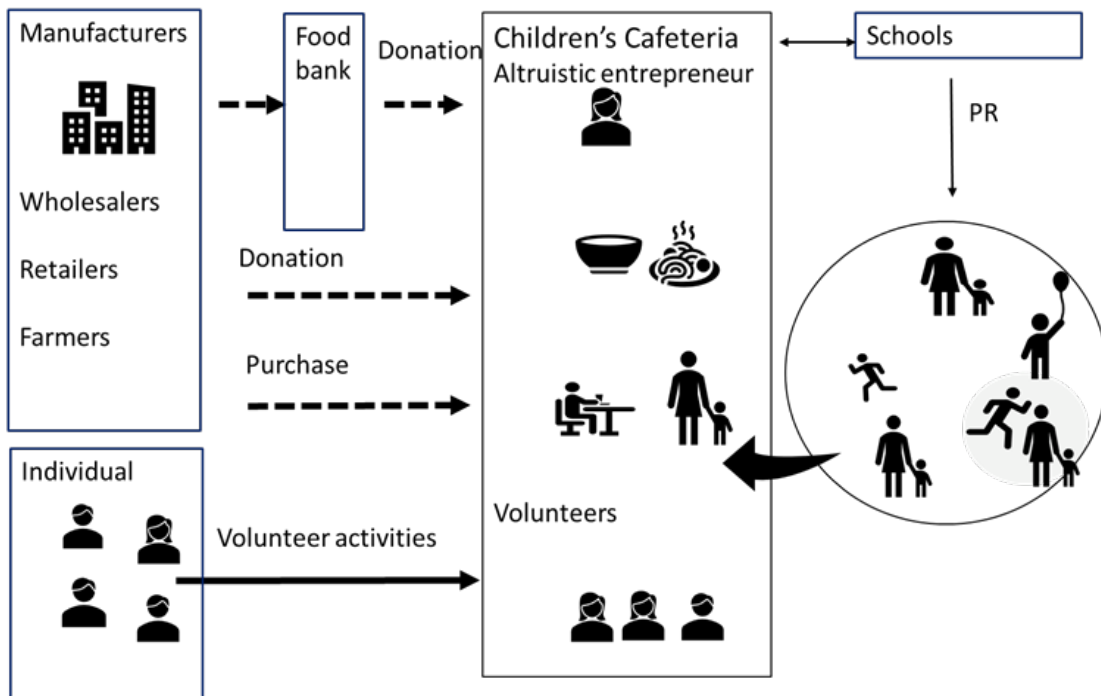 Manufacturers
Wholesalers
Retailers
Farmers
Food
bank
Donation
Donation
Purchase
Individual
Volunteer activities
Children’s Cafeteria
Altruistic entrepreneur
Volunteers
Schools
PR